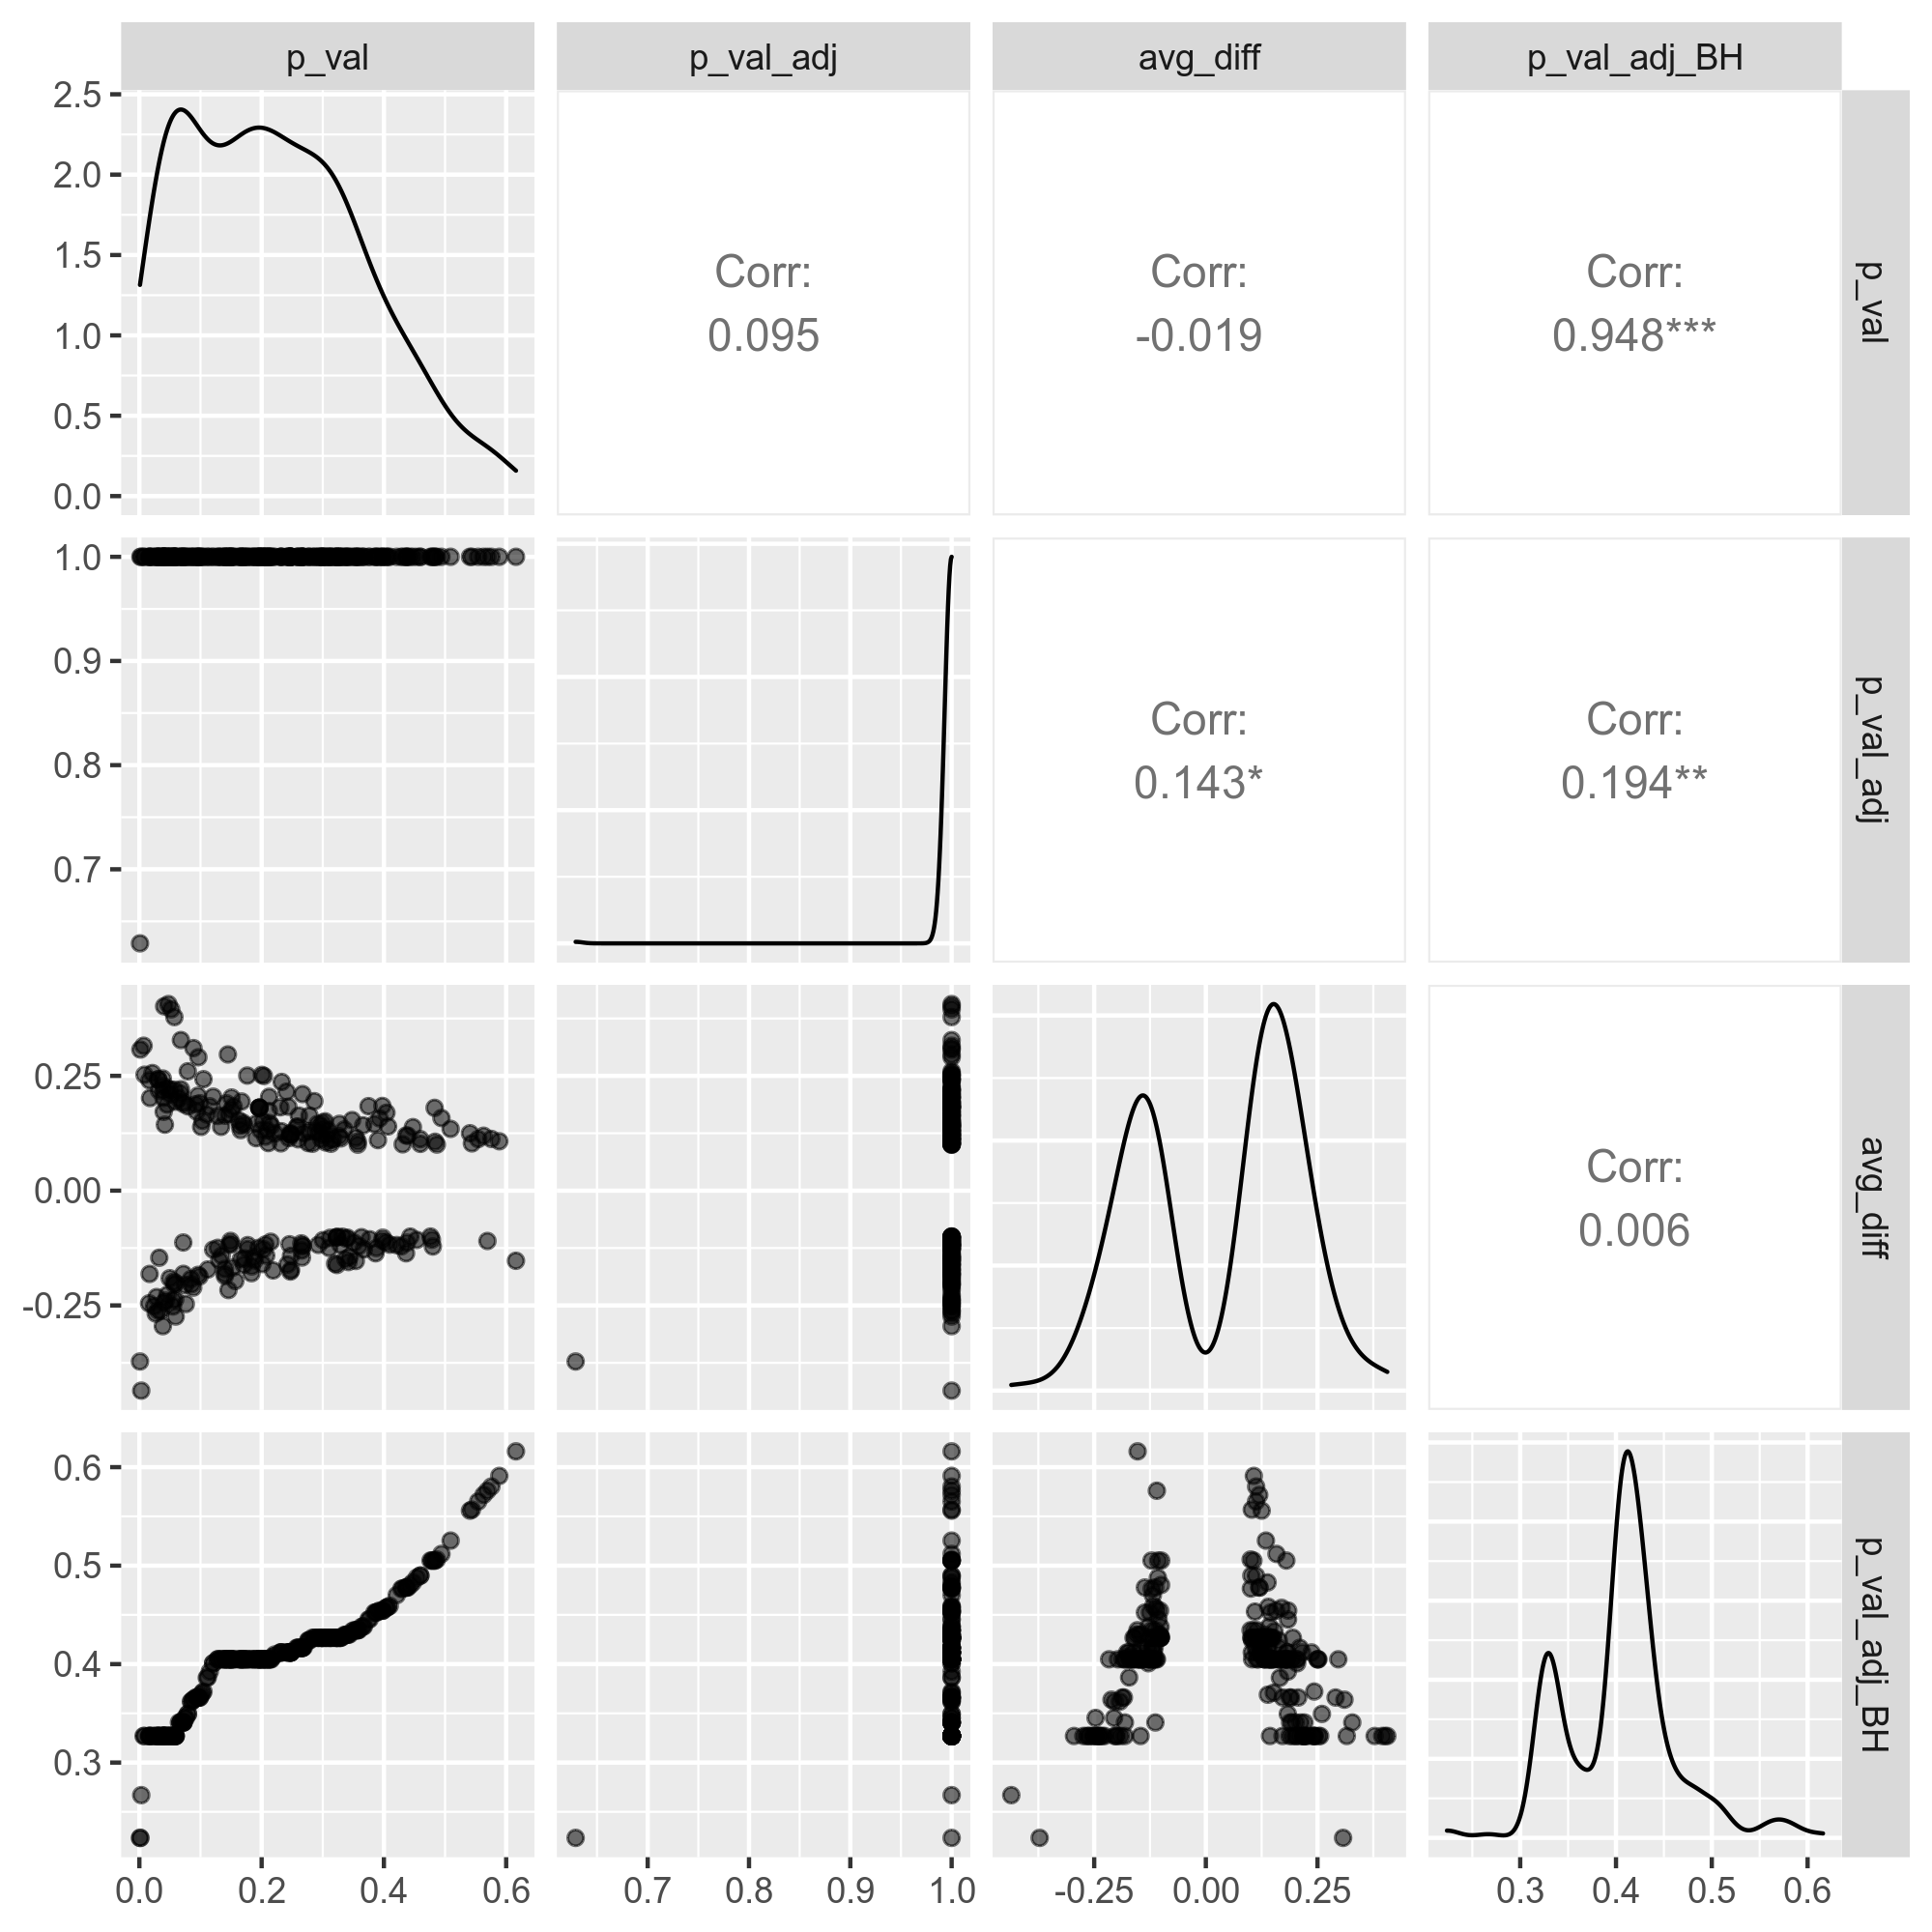 p_val
p_val_adj
avg_diff
p_val_adj_BH
2.5
2.0
1.5
1.0
0.5
0.0
Corr:
0.095
Corr:
-0.019
Corr:
0.948***
p_val
1.0
0.9
0.8
0.7
Corr:
0.143*
Corr:
0.194**
p_val_adj
0.25
0.00
-0.25
Corr:
0.006
avg_diff
0.6
0.5
0.4
0.3
p_val_adj_BH
0.0 0.2 0.4 0.6
0.7 0.8 0.9 1.0
-0.25 0.00 0.25
0.3 0.4 0.5 0.6